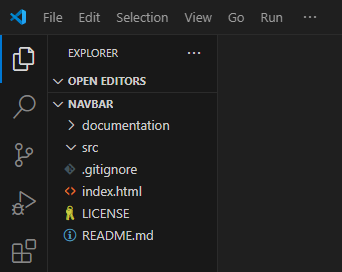 File Edit Selection View Go Run ...
EXPLORER ...
OPEN EDITORS
NAVBAR
documentation
src
.gitignore
index.html
LICENSE
README.md